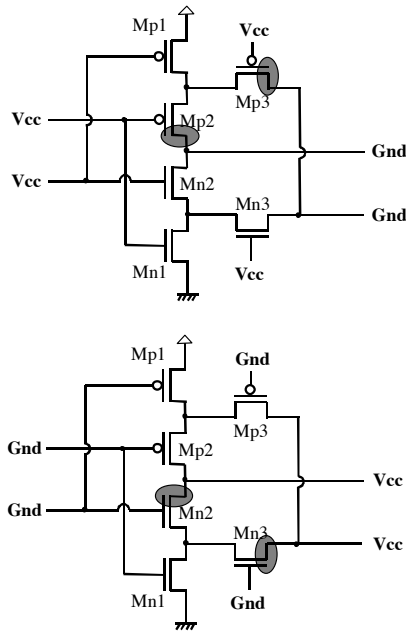 Mp1
Vcc
Vcc
Mp2
Mp3
Gnd
Vcc
Mn2
Mn3
Gnd
Mn1
Vcc
Mp1
Gnd
Mp3
Gnd
Mp2
Vcc
Gnd
Mn2
Mn3
Vcc
Mn1
Gnd